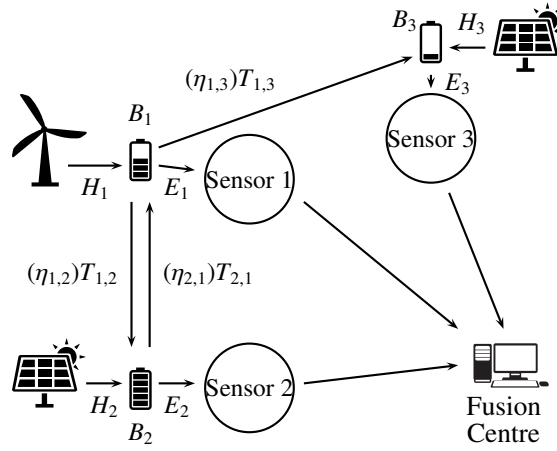 B₃
H₃
(η₁,₃)T₁,₃
E₃
B₁
Sensor 3
H₁
E₁
Sensor 1
(η₁,₂)T₁,₂
(η₂,₁)T₂,₁
H₂
E₂
Sensor 2
B₂
Fusion
Centre